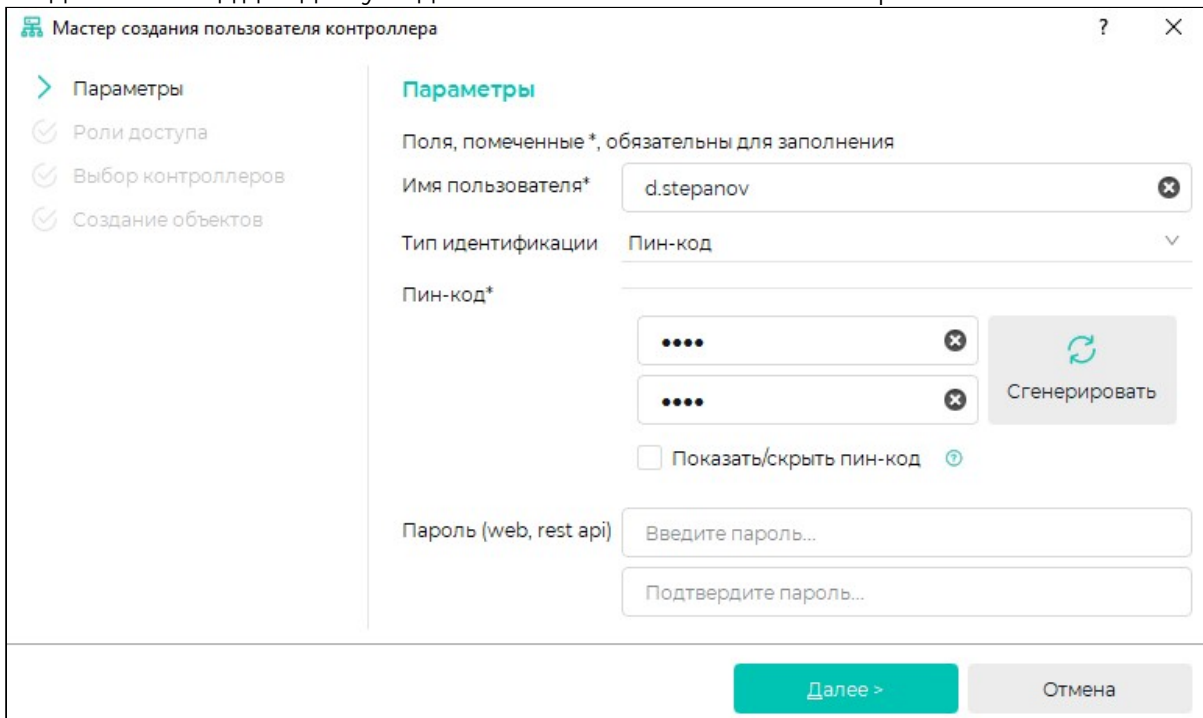 Мастер создания пользователя контроллера ?
Параметры
Роли доступа
Выбор контроллеров
Создание объектов
Параметры
Поля, помеченные *, обязательны для заполнения
Имя пользователя* d.stepanov
Тип идентификации Пин-код
Пин-код*
••••
••••
Сгенерировать
Показать/скрыть пин-код ?
Пароль (web, rest api) Введите пароль...
Подтвердите пароль...
Далее > Отмена